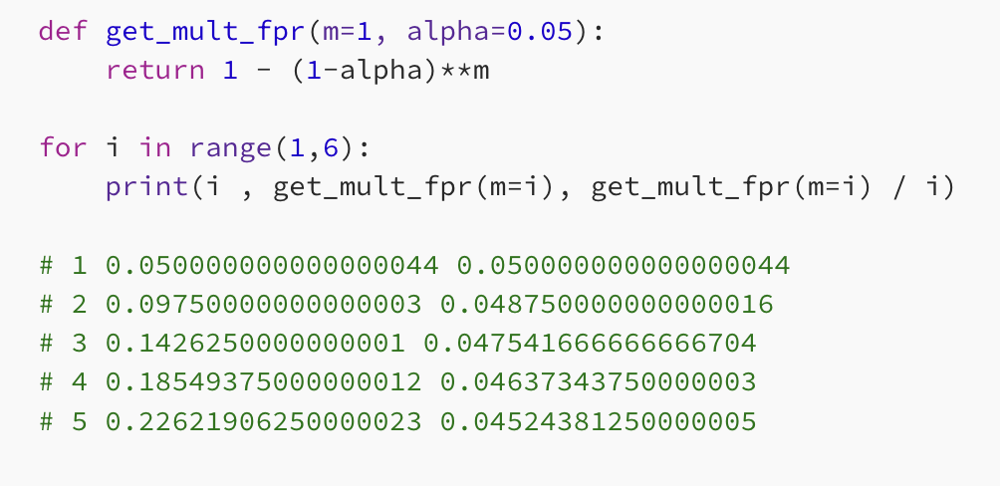 def get_mult_fpr(m=1, alpha=0.05):
    return 1 - (1-alpha)**m

for i in range(1,6):
    print(i , get_mult_fpr(m=i), get_mult_fpr(m=i) / i)

# 1 0.050000000000000044 0.050000000000000044
# 2 0.09750000000000003 0.048750000000000016
# 3 0.1426250000000001 0.047541666666666704
# 4 0.1854937500000012 0.04637343750000003
# 5 0.22621906250000023 0.04524381250000005